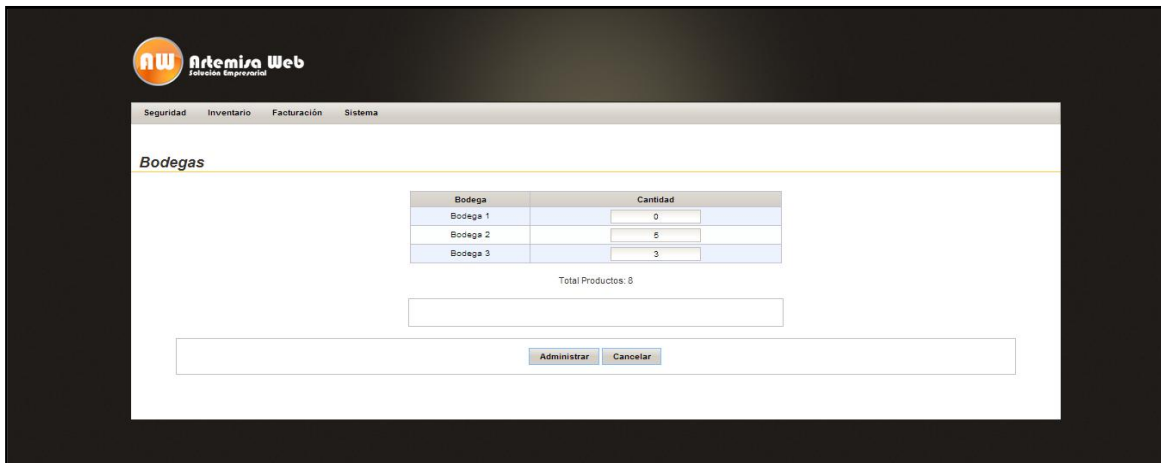 AW Artemisa Web
Solución Empresarial
Seguridad Inventario Facturación Sistema
Bodegas
Bodega Cantidad
Bodega 1 0
Bodega 2 5
Bodega 3 3
Total Productos: 8
Administrar Cancelar